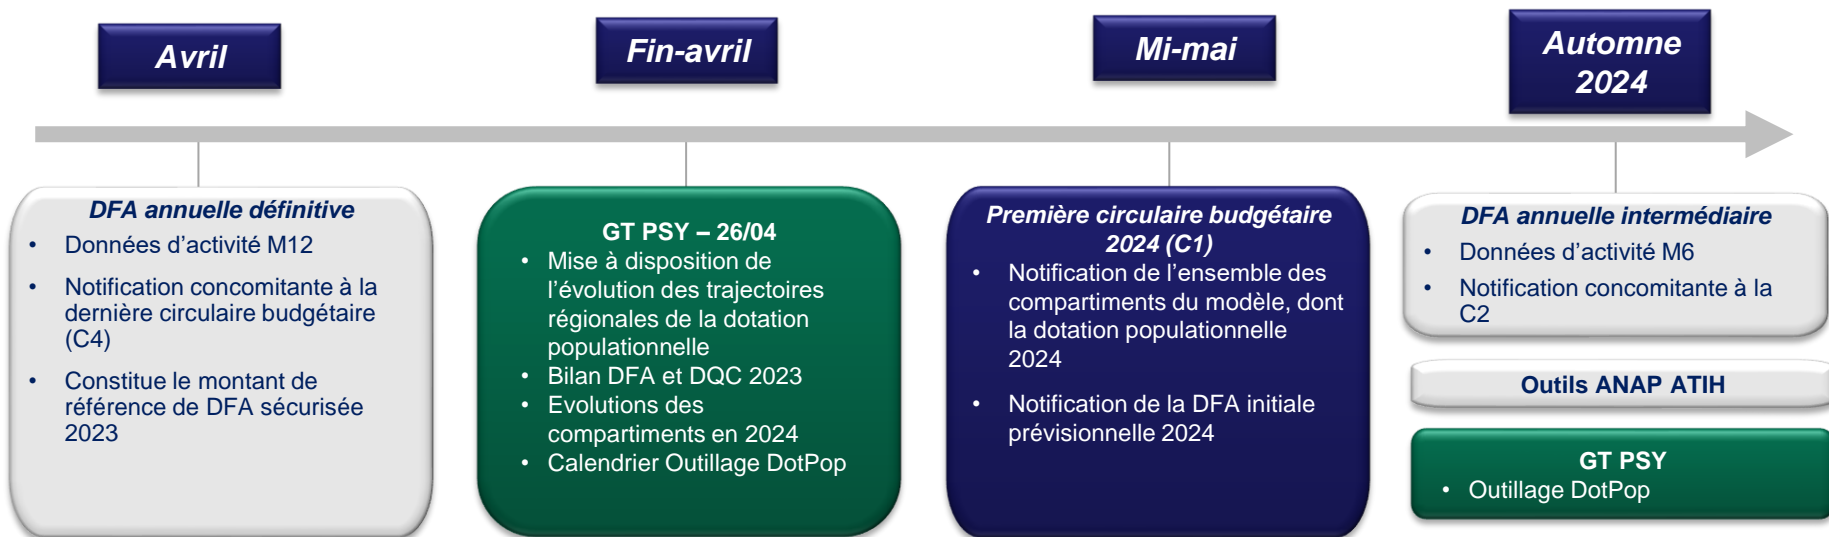 Avril
Fin-avril
Mi-mai
Automne
2024
DFA annuelle définitive
• Données d'activité M12
• Notification concomitante à la
dernière circulaire budgétaire
(C4)
• Constitue le montant de
référence de DFA sécurisée
2023
GT PSY – 26/04
• Mise à disposition de
l'évolution des trajectoires
régionales de la dotation
populationnelle
• Bilan DFA et DQC 2023
• Evolutions des
compartiments en 2024
• Calendrier Outillage DotPop
Première circulaire budgétaire
2024 (C1)
• Notification de l'ensemble des
compartiments du modèle, dont
la dotation populationnelle
2024
• Notification de la DFA initiale
prévisionnelle 2024
DFA annuelle intermédiaire
• Données d'activité M6
• Notification concomitante à la
C2
Outils ANAP ATIH
GT PSY
• Outillage DotPop